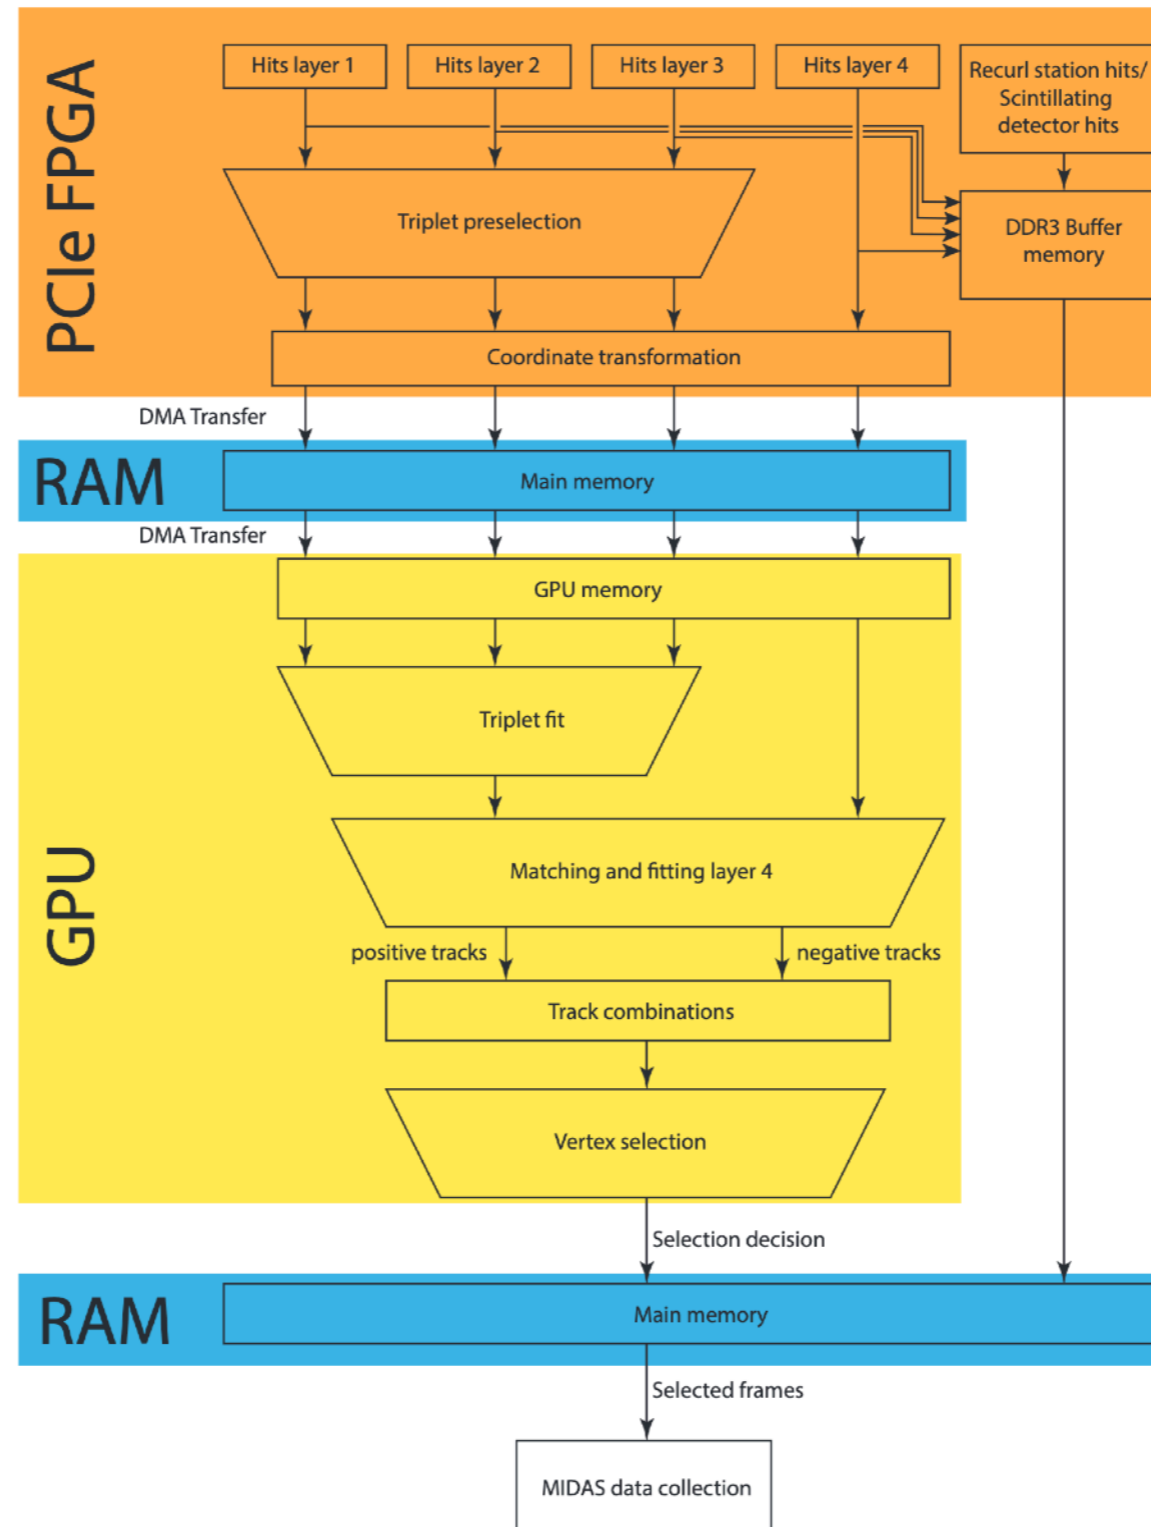 PCIe FPGA
Hits layer 1
Hits layer 2
Hits layer 3
Hits layer 4
Recurl station hits/
Scintillating
detector hits
Triplet preselection
DDR3 Buffer
memory
Coordinate transformation
DMA Transfer
RAM
Main memory
DMA Transfer
GPU
GPU memory
Triplet fit
Matching and fitting layer 4
positive tracks
negative tracks
Track combinations
Vertex selection
Selection decision
RAM
Main memory
Selected frames
MIDAS data collection